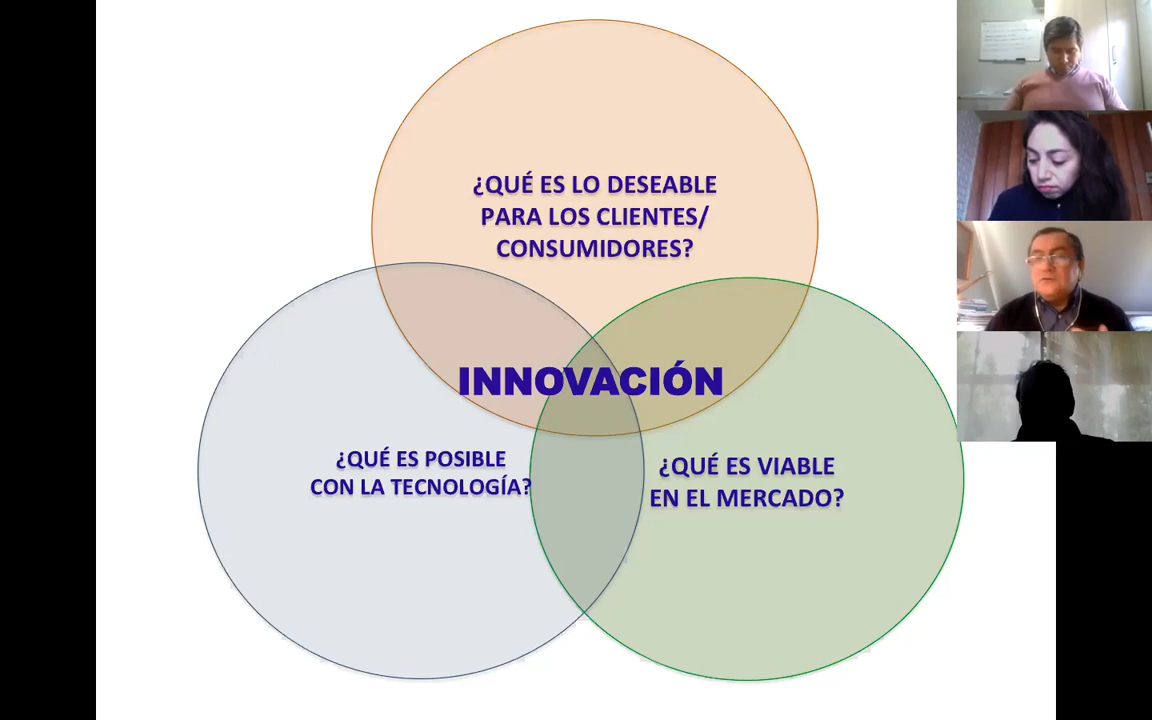 ¿QUÉ ES LO DESEABLE
PARA LOS CLIENTES/
CONSUMIDORES?
INNOVACIÓN
¿QUÉ ES POSIBLE
CON LA TECNOLOGÍA?
¿QUÉ ES VIABLE
EN EL MERCADO?